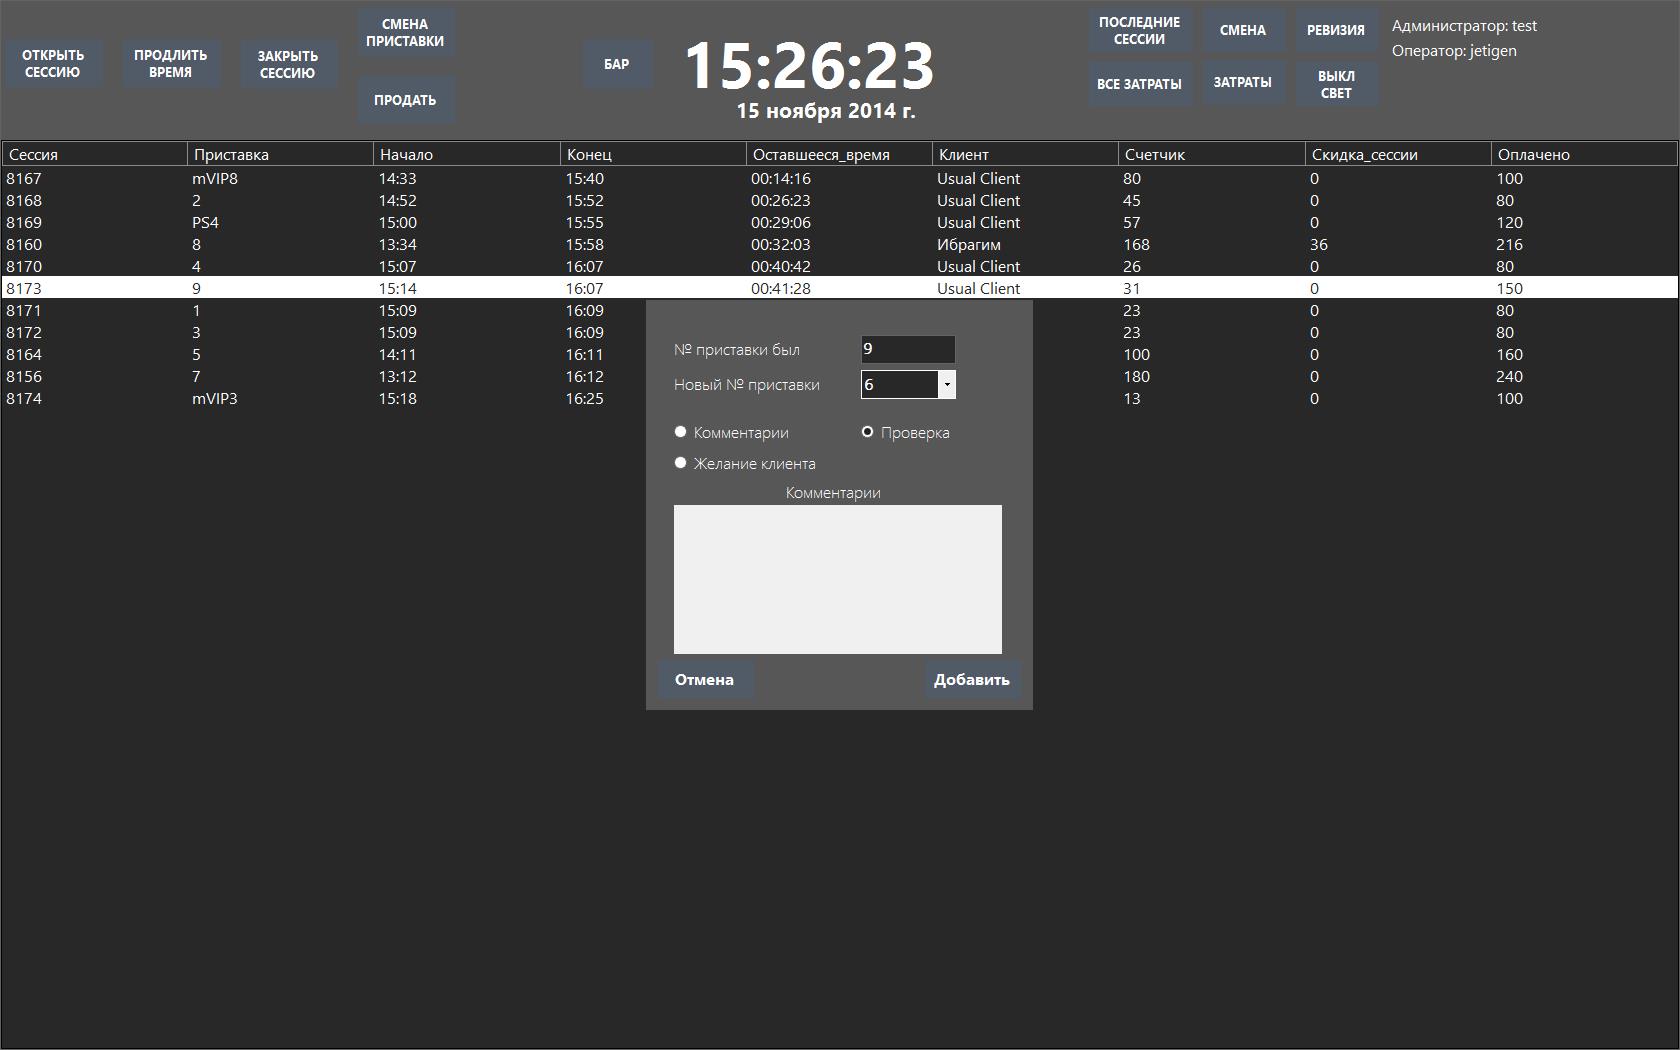 ОТКРЫТЬ
СЕССИЮ
ПРОДЛИТЬ
ВРЕМЯ
ЗАКРЫТЬ
СЕССИЮ
СМЕНА
ПРИСТАВКИ
ПРОДАТЬ
БАР
15:26:23
15 ноября 2014 г.
ПОСЛЕДНИЕ
СЕССИИ
СМЕНА
РЕВИЗИЯ
ВСЕ ЗАТРАТЫ
ЗАТРАТЫ
ВЫКЛ
СВЕТ
Администратор: test
Оператор: jetigen
Сессия Приставка Начало Конец Оставшееся_время Клиент Счетчик Скидка_сессии Оплачено
8167 mVIP8 14:33 15:40 00:14:16 Usual Client 80 0 100
8168 2 14:52 15:52 00:26:23 Usual Client 45 0 80
8169 PS4 15:00 15:55 00:29:06 Usual Client 57 0 120
8160 8 13:34 15:58 00:32:03 Ибрагим 168 36 216
8170 4 15:07 16:07 00:40:42 Usual Client 26 0 80
8173 9 15:14 16:07 00:41:28 Usual Client 31 0 150
8171 1 15:09 16:09 23 0 80
8172 3 15:09 16:09 23 0 80
8164 5 14:11 16:11 100 0 160
8156 7 13:12 16:12 180 0 240
8174 mVIP3 15:18 16:25 13 0 100
№ приставки был 9
Новый № приставки 6
Комментарии Проверка
Желание клиента
Комментарии
Отмена Добавить